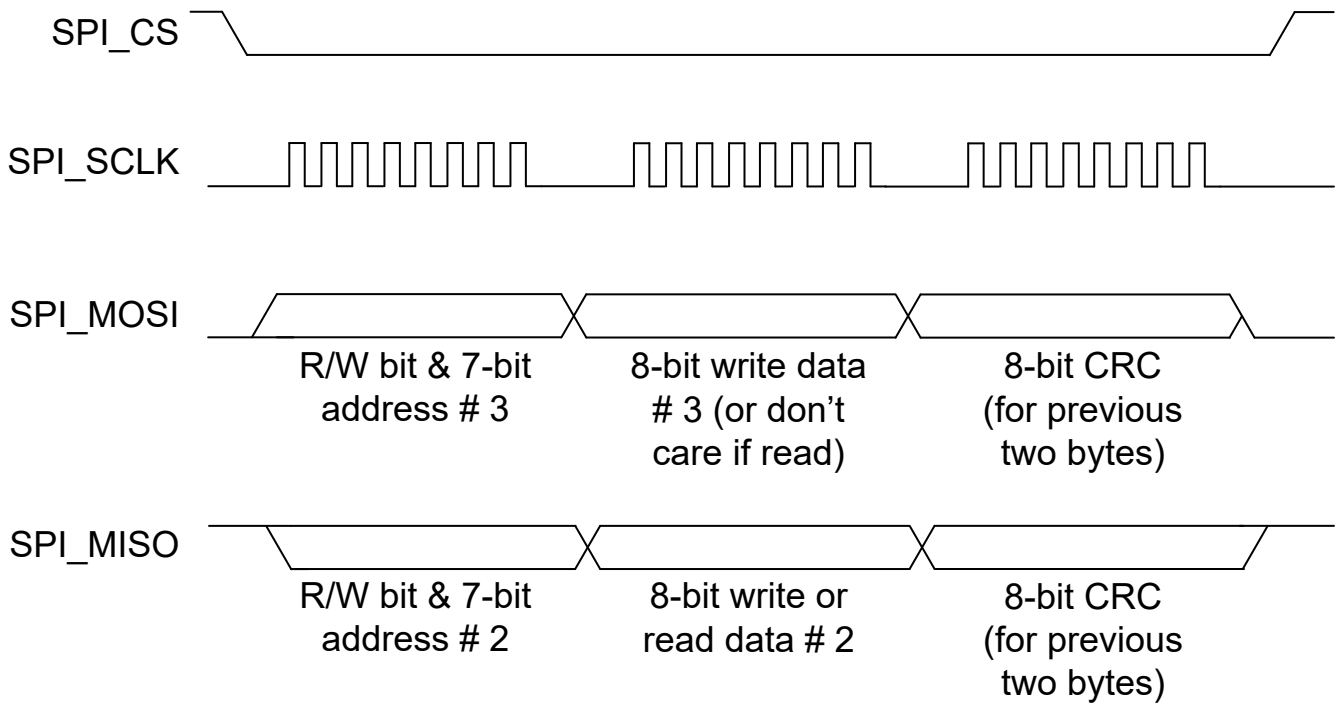 SPI_CS
SPI_SCLK
SPI_MOSI
R/W bit & 7-bit
address # 3
8-bit write data
# 3 (or don’t
care if read)
8-bit CRC
(for previous
two bytes)
SPI_MISO
R/W bit & 7-bit
address # 2
8-bit write or
read data # 2
8-bit CRC
(for previous
two bytes)